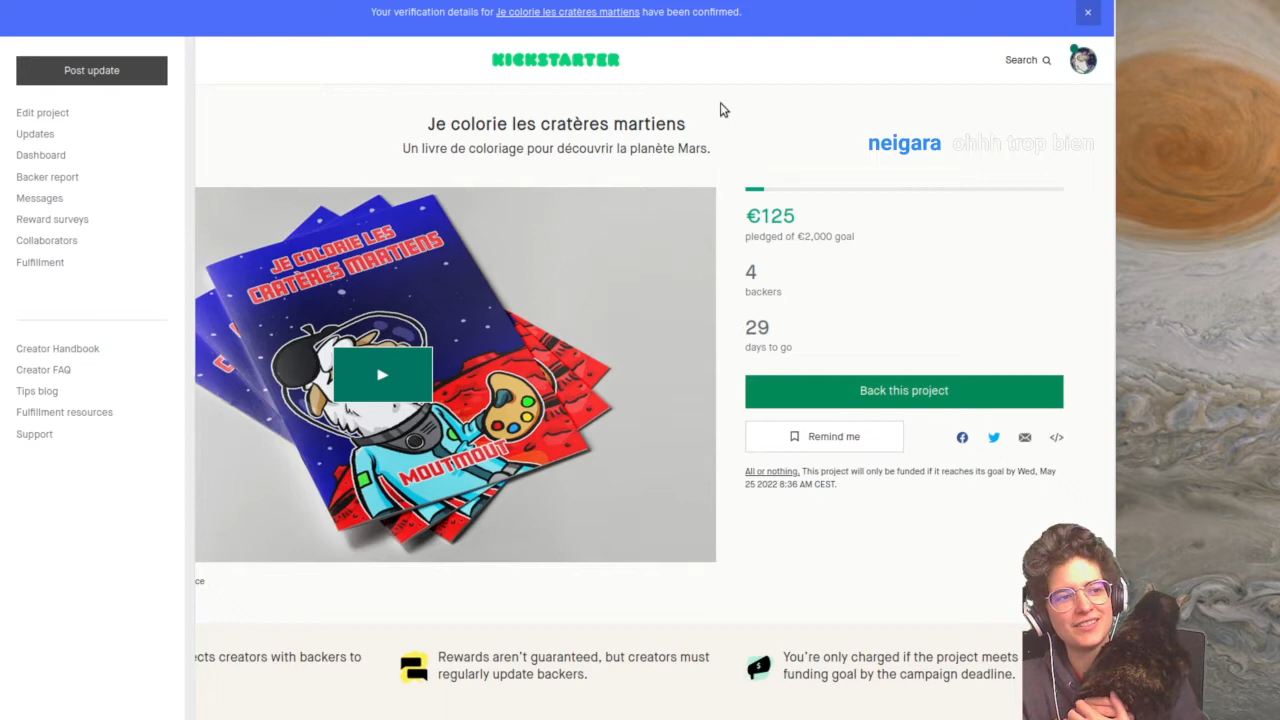 Your verification details for Je colorie les cratères martiens have been confirmed.
×
Post update
Edit project
Updates
Dashboard
Backer report
Messages
Reward surveys
Collaborators
Fulfillment
Creator Handbook
Creator FAQ
Tips blog
Fulfillment resources
Support
KICKSTARTER
Search
Je colorie les cratères martiens
Un livre de coloriage pour découvrir la planète Mars.
neigara ohhh trop bien
JE COLORIE LES
CRATÈRES MARTIENS
MOUTMOUT
€125
pledged of €2,000 goal
4
backers
29
days to go
Back this project
Remind me
</>
All or nothing. This project will only be funded if it reaches its goal by Wed, May
25 2022 8:36 AM CEST.
ce
cts creators with backers to
Rewards aren't guaranteed, but creators must
regularly update backers.
You're only charged if the project meets
funding goal by the campaign deadline.